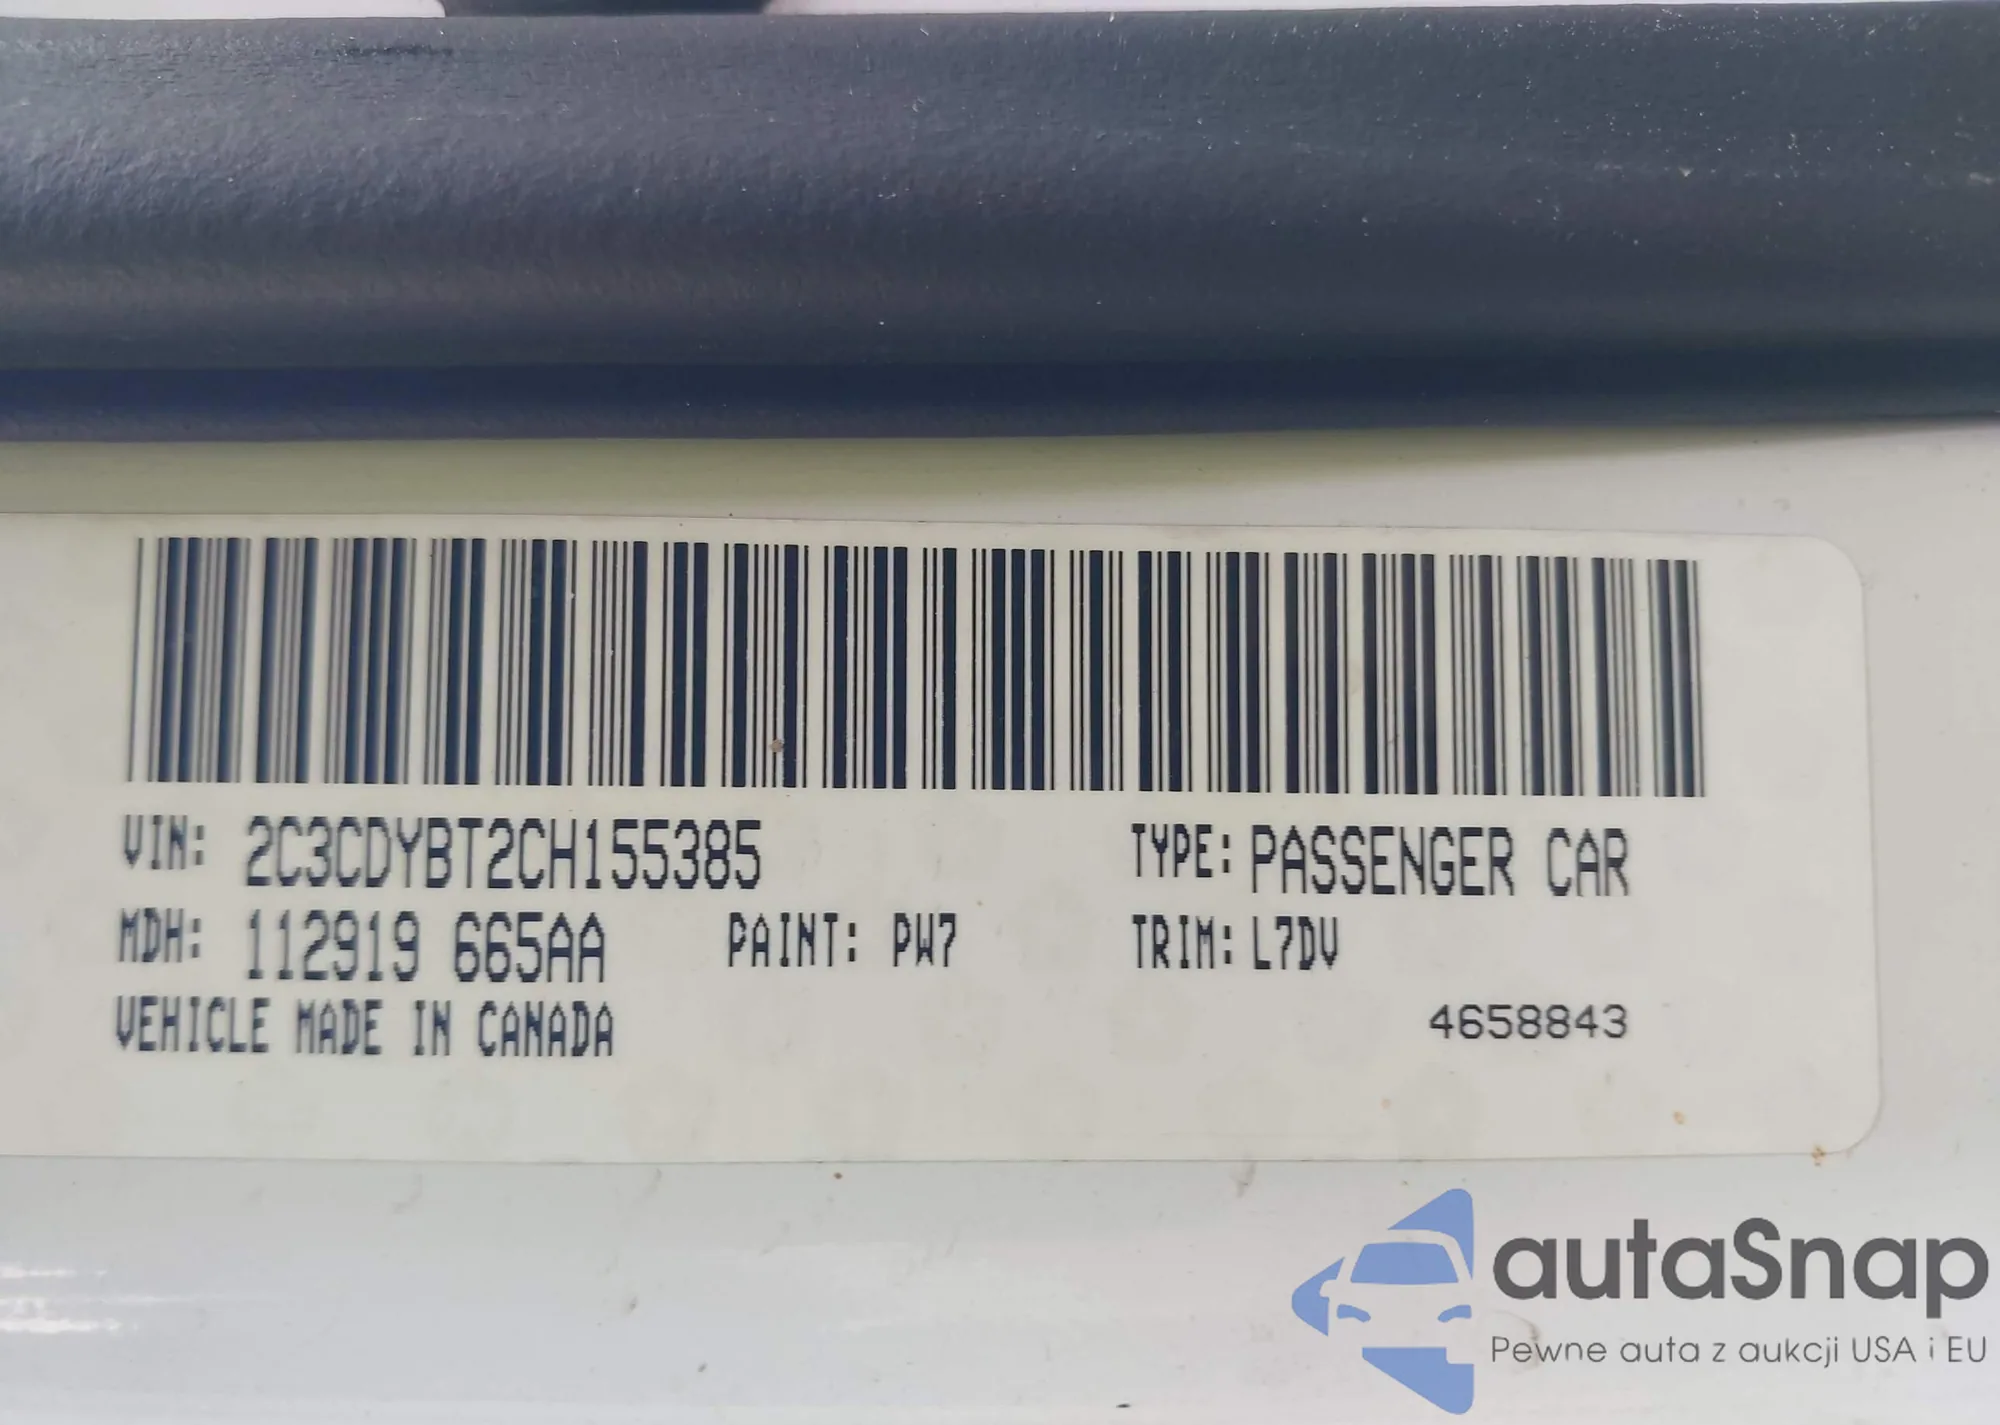 VIN: 2C3CDYBT2CH155385 TYPE: PASSENGER CAR
MDH: 112919 665AA PAINT: PW7 TRIM: L7DV
VEHICLE MADE IN CANADA 4658843
autaSnap
Pewne auta z aukcji USA i EU